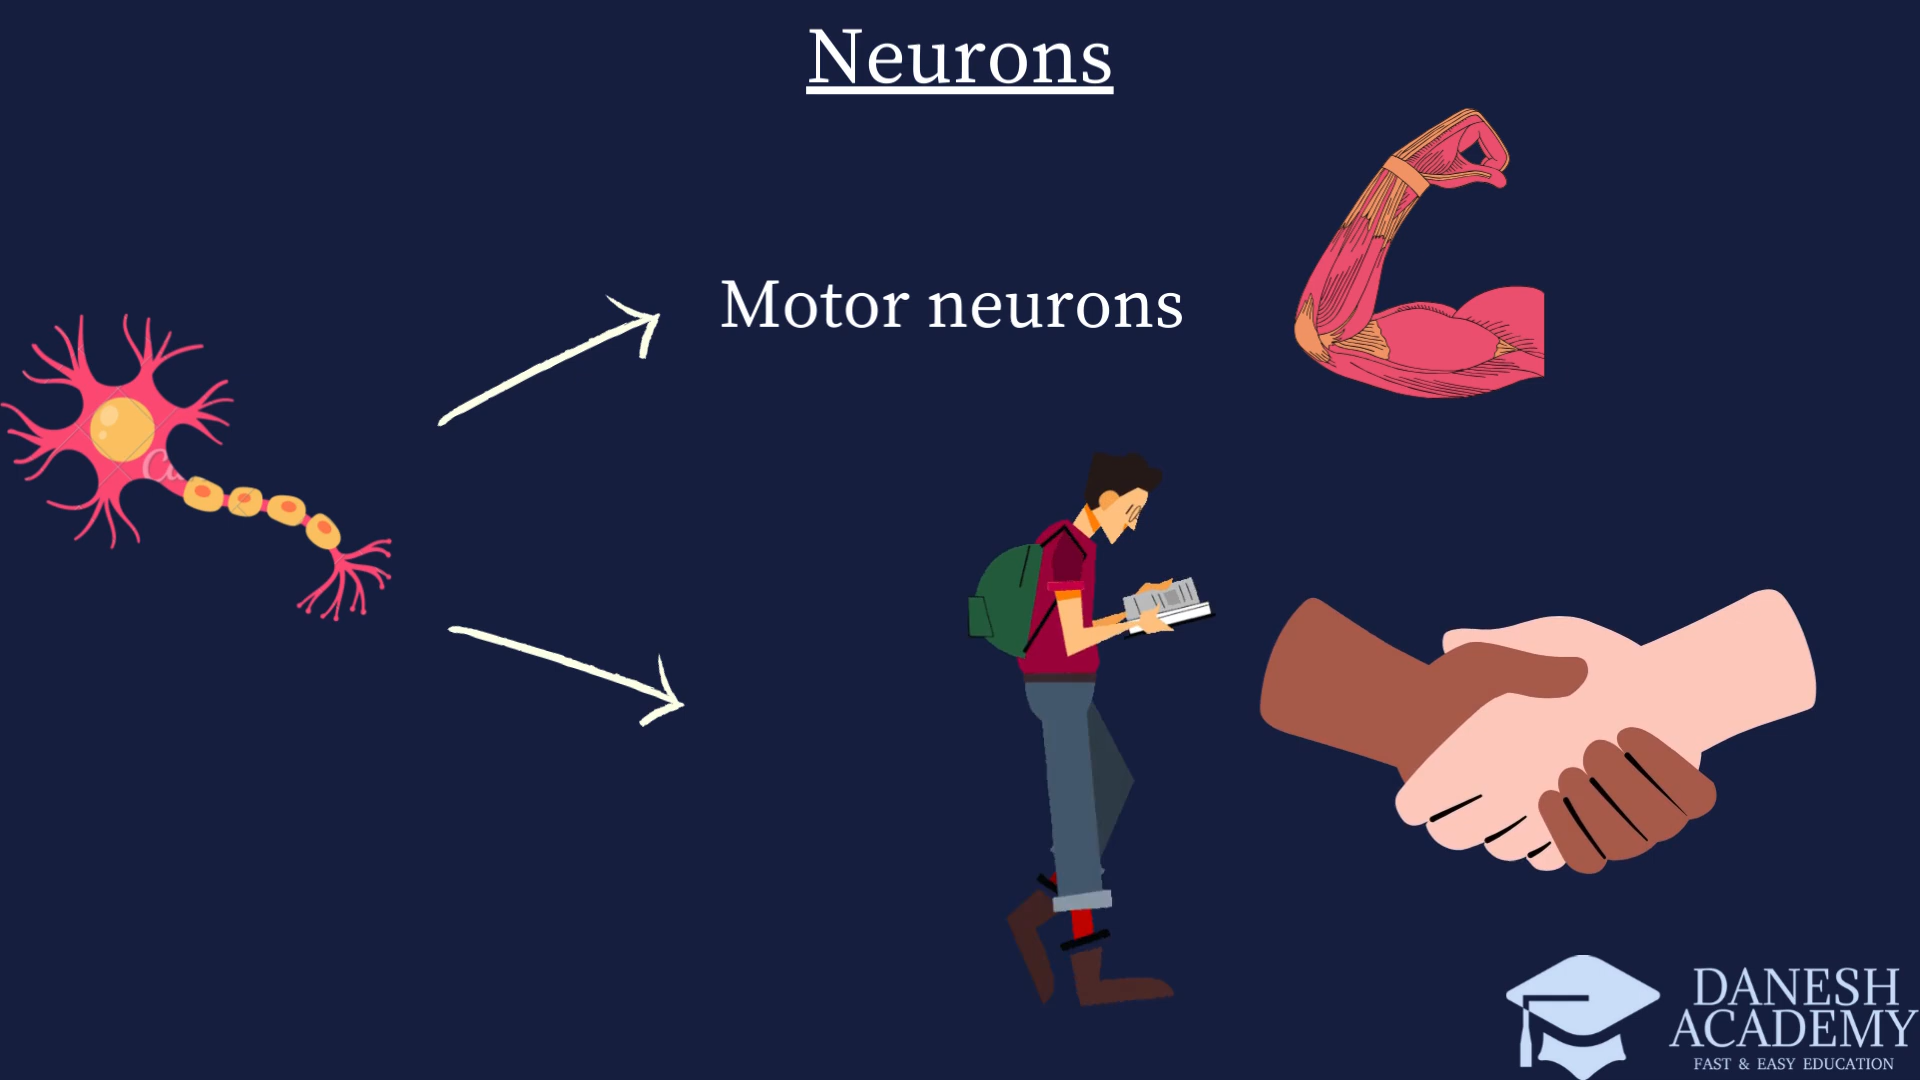 Neurons
Motor neurons
DANESH
ACADEMY
FAST & EASY EDUCATION